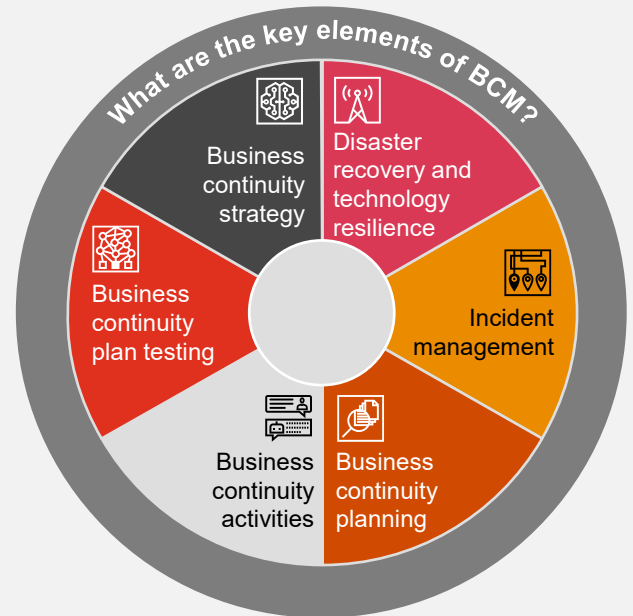 What are the key elements of BCM?
Business
continuity
strategy
Disaster
recovery and
technology
resilience
Incident
management
Business
continuity
planning
Business
continuity
activities
Business
continuity
plan testing